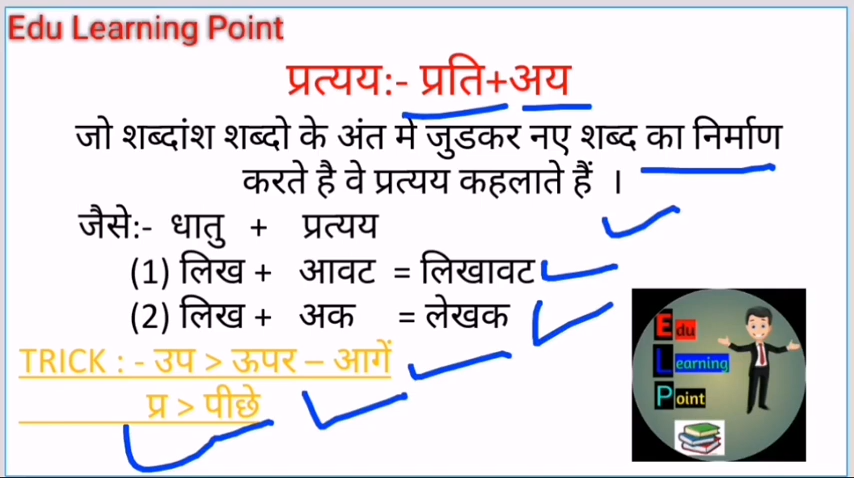 Edu Learning Point
प्रत्यय:- प्रति+अय
जो शब्दांश शब्दो के अंत मे जुडकर नए शब्द का निर्माण
करते है वे प्रत्यय कहलाते हैं ।
जैसे:- धातु + प्रत्यय
(1) लिख + आवट = लिखावट
(2) लिख + अक = लेखक
TRICK : - उप > ऊपर – आगें
प्र > पीछे
Edu
Learning
Point